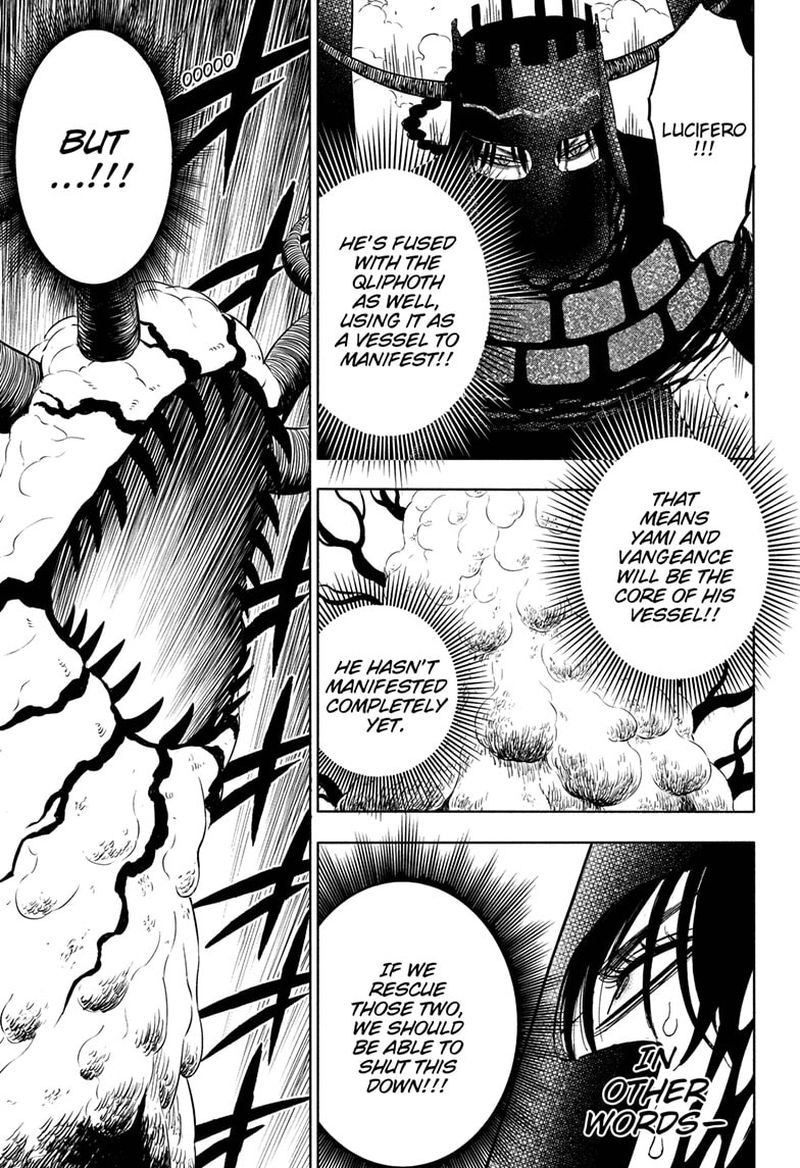 LUCIFERO
!!!
HE'S FUSED
WITH THE
QLIPHOTH
AS WELL,
USING IT AS
A VESSEL TO
MANIFEST!!
THAT
MEANS
YAMI AND
VANGEANCE
WILL BE THE
CORE OF HIS
VESSEL!!
HE HASN'T
MANIFESTED
COMPLETELY
YET.
IN
OTHER
WORDS—
IF WE
RESCUE
THOSE TWO,
WE SHOULD
BE ABLE TO
SHUT THIS
DOWN!!!
BUT
...!!!
OOOOO